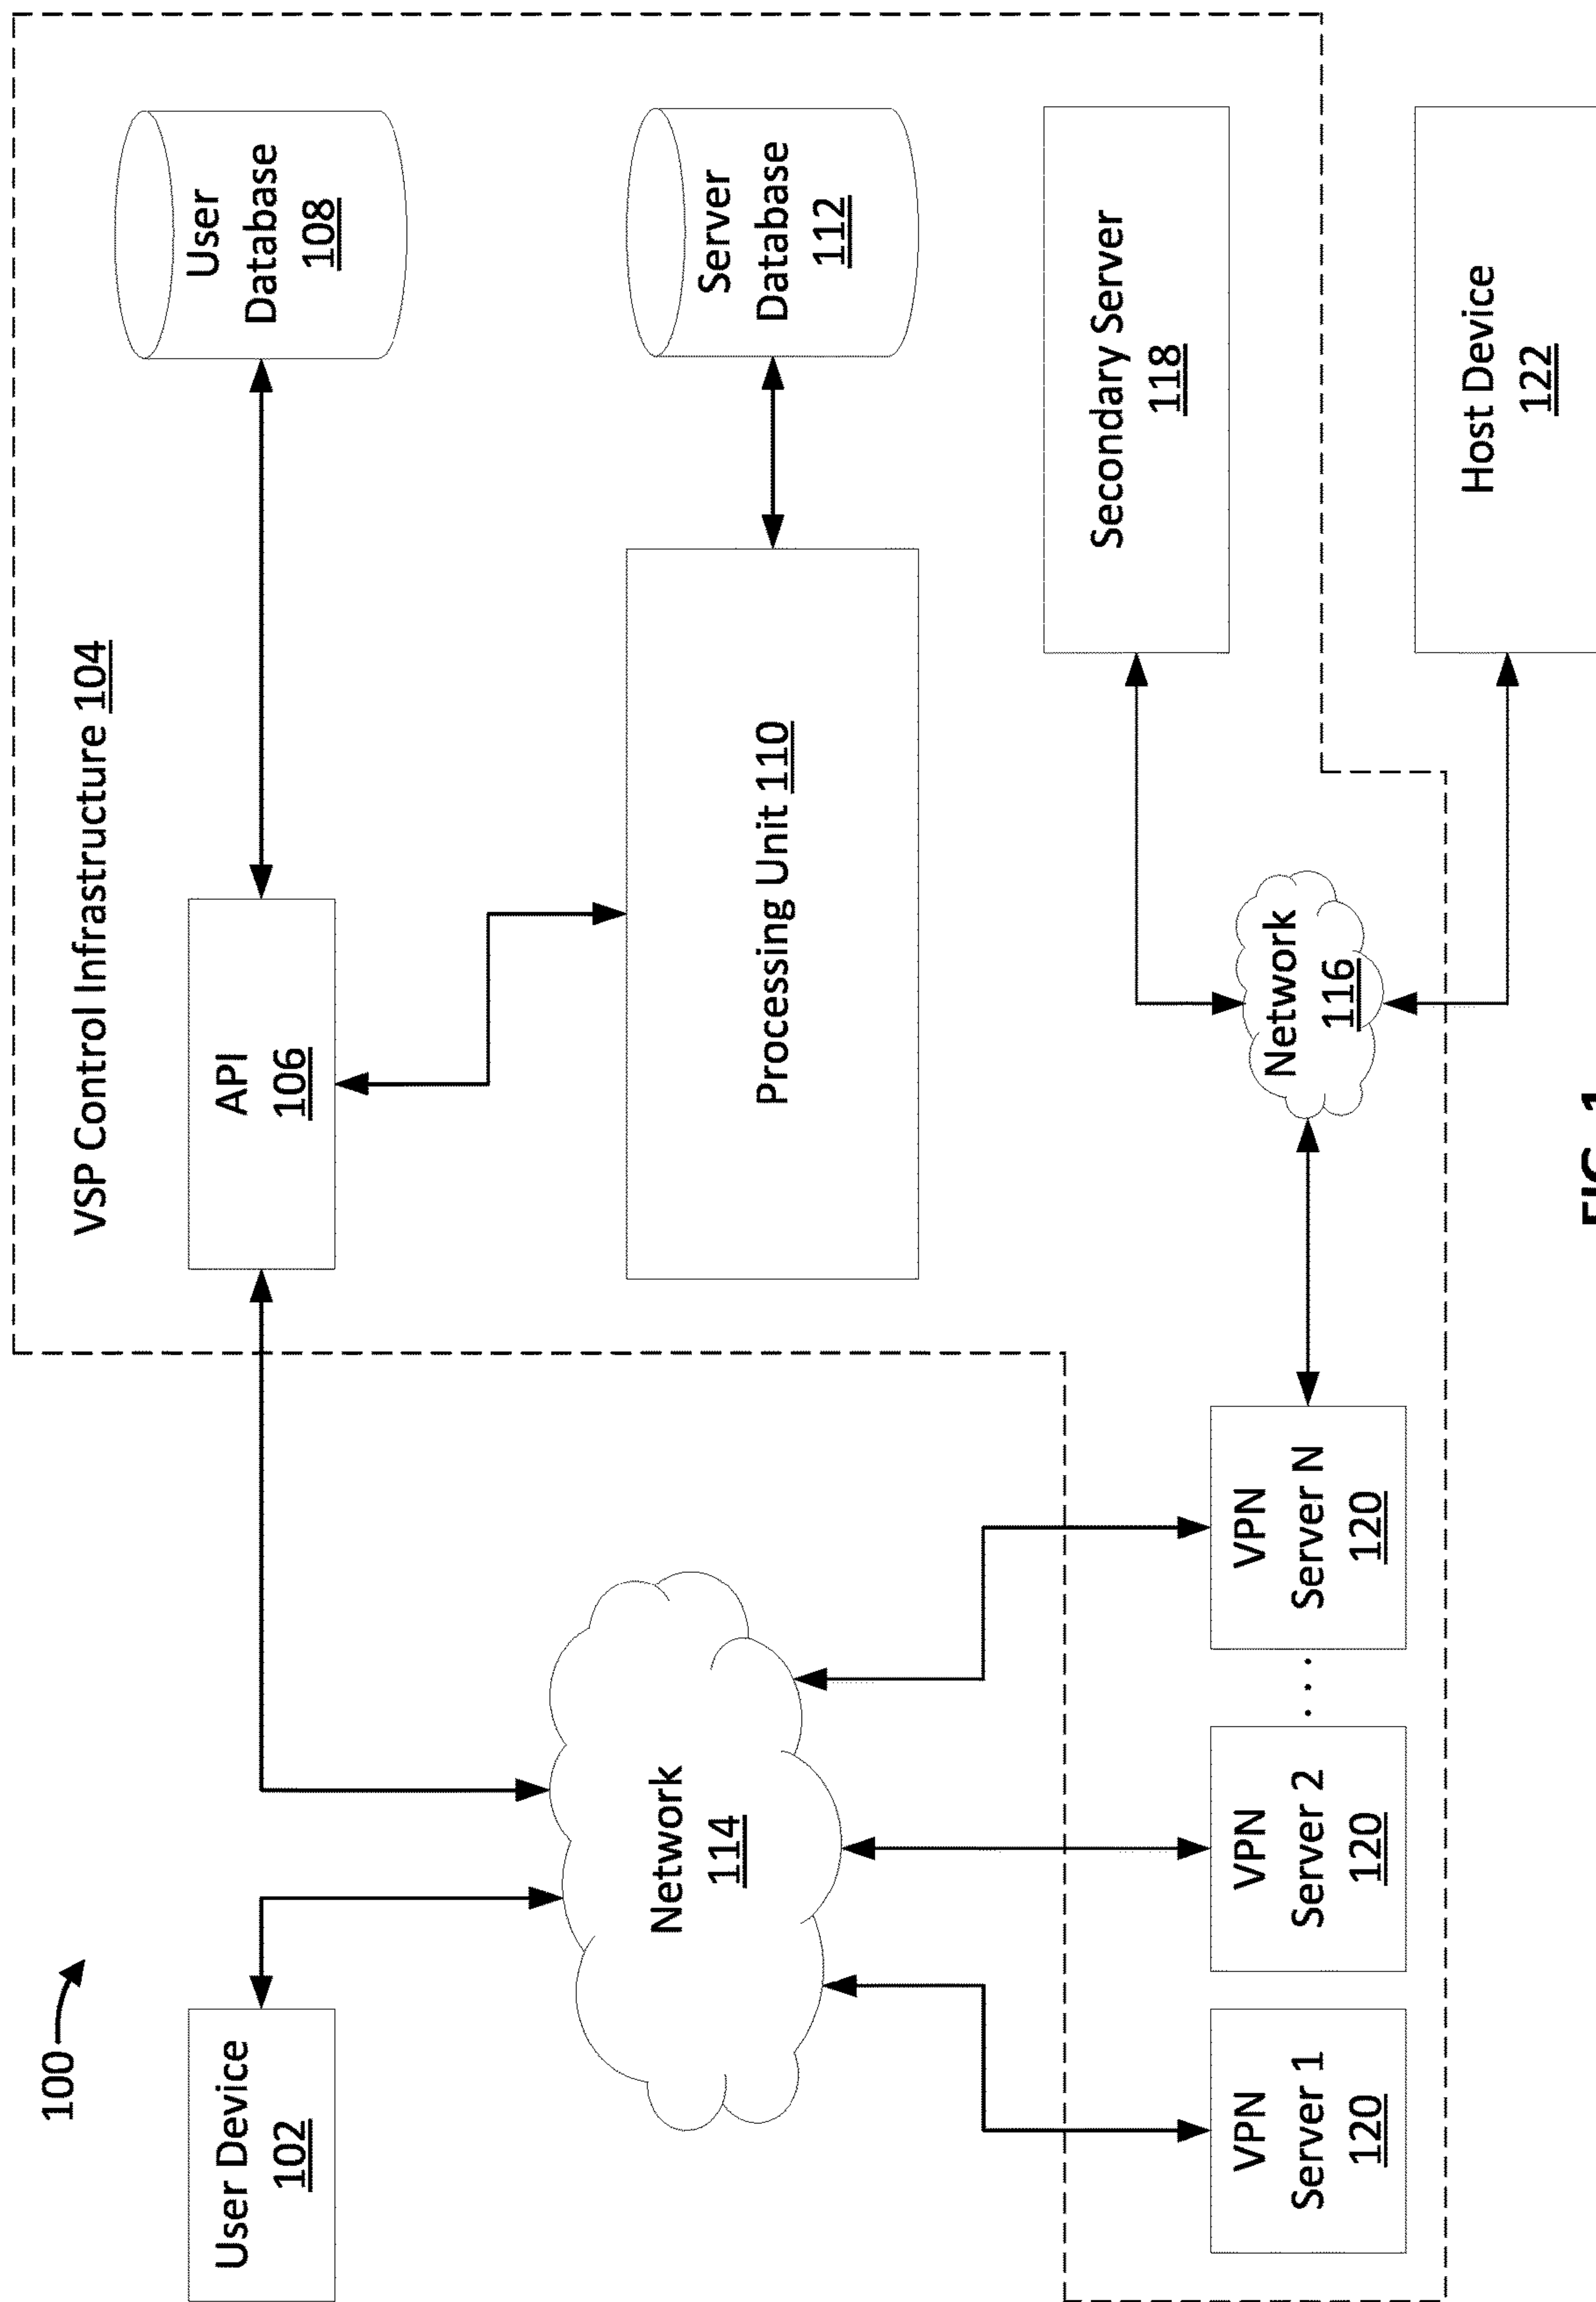 100
User Device
102
VSP Control Infrastructure 104
API
106
User
Database
108
Processing Unit 110
Server
Database
112
Network
114
Secondary Server
118
Network
116
VPN
Server 1
120
VPN
Server 2
120
. . .
VPN
Server N
120
Host Device
122
FIG. 1